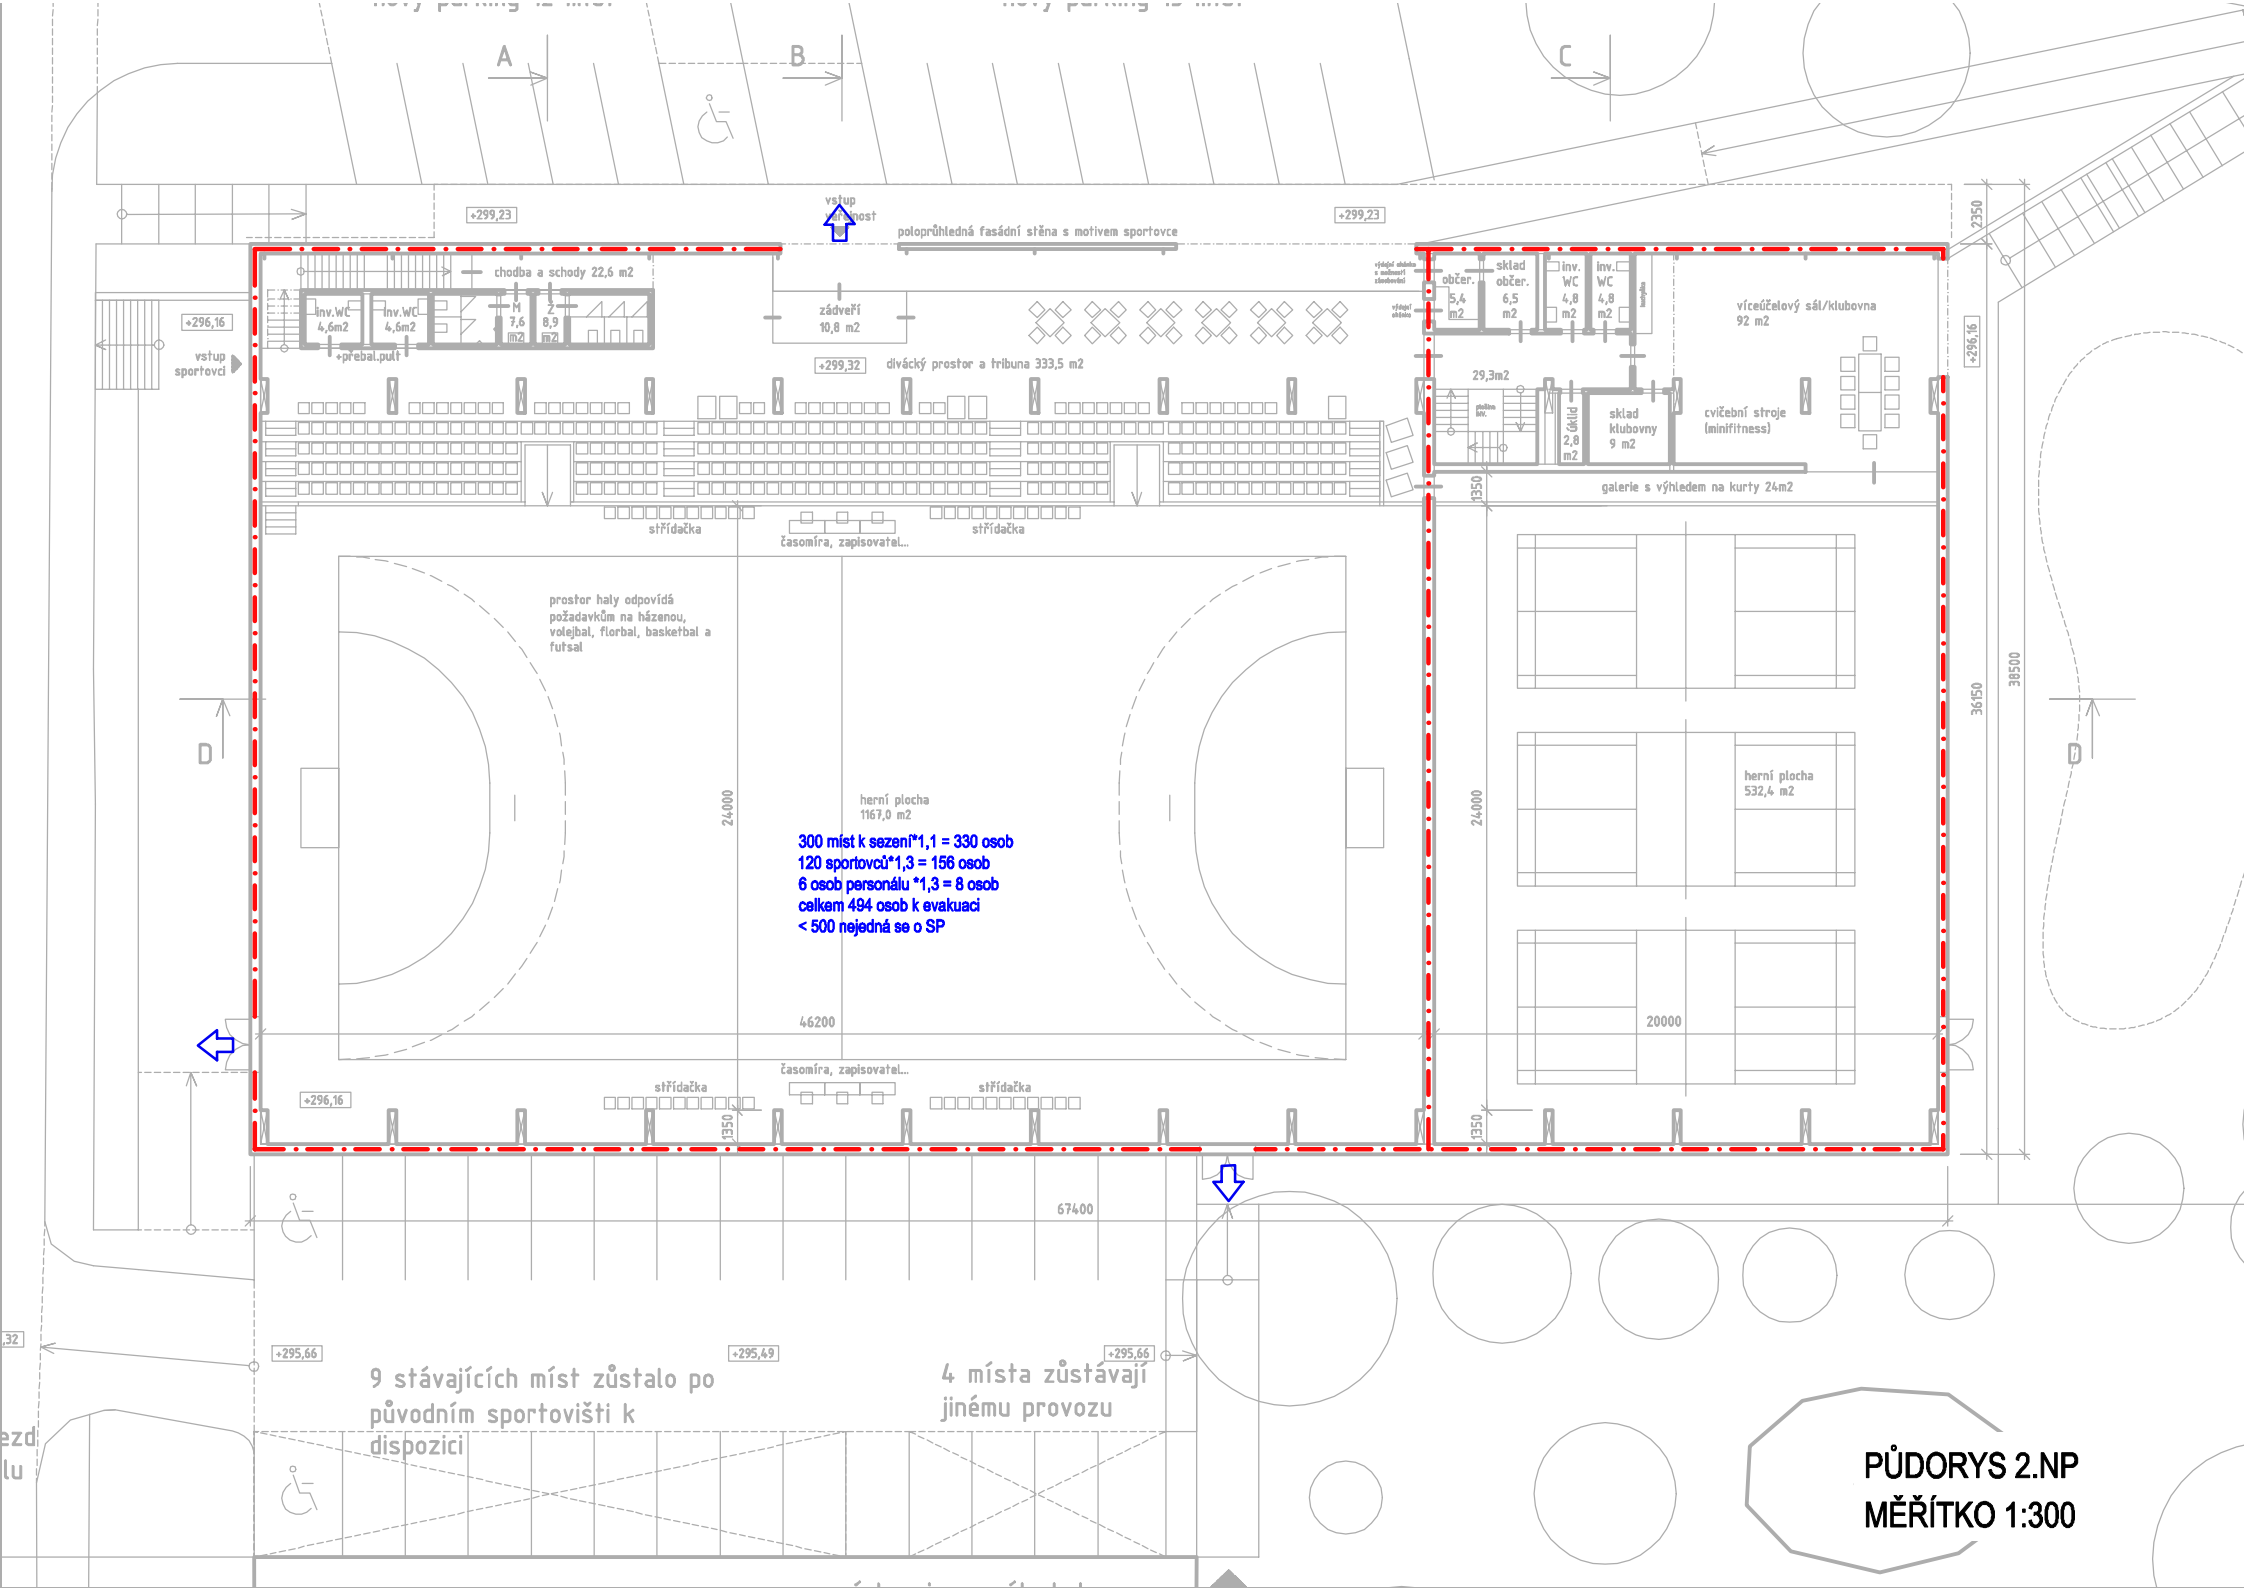 A
B
C
+299,23
vstup
veřejnost
+299,23
poloprůhledná fasádní stěna s motivem sportovce
2350
chodba a schody 22,6 m2
inv.WC
4,6m2
inv.WC
4,6m2
M
7,6
m2
Ž
8,9
m2
+přebal.pult
zádveří
10,8 m2
výdejní
občer.
5,4
m2
sklad
občer.
6,5
m2
inv.
WC
4,8
m2
inv.
WC
4,8
m2
víceúčelový sál/klubovna
92 m2
+296,16
vstup
sportovci
+299,32
divácký prostor a tribuna 333,5 m2
+296,16
29,3m2
úklid
2,8
m2
sklad
klubovny
9 m2
cvičební stroje
(minifitness)
galerie s výhledem na kurty 24m2
1350
střídačka
časomíra, zapisovatel...
střídačka
prostor haly odpovídá
požadavkům na házenou,
volejbal, florbal, basketbal a
futsal
38500
36150
D
D
24000
herní plocha
1167,0 m2
24000
herní plocha
532,4 m2
300 míst k sezení*1,1 = 330 osob
120 sportovců*1,3 = 156 osob
6 osob personálu *1,3 = 8 osob
celkem 494 osob k evakuaci
< 500 nejedná se o SP
46200
20000
časomíra, zapisovatel...
střídačka
střídačka
+296,16
1350
1350
67400
,32
+295,66
+295,49
+295,66
9 stávajících míst zůstalo po
původním sportovišti k
dispozici
4 místa zůstávají
jinému provozu
ezd
lu
PŮDORYS 2.NP
MĚŘÍTKO 1:300